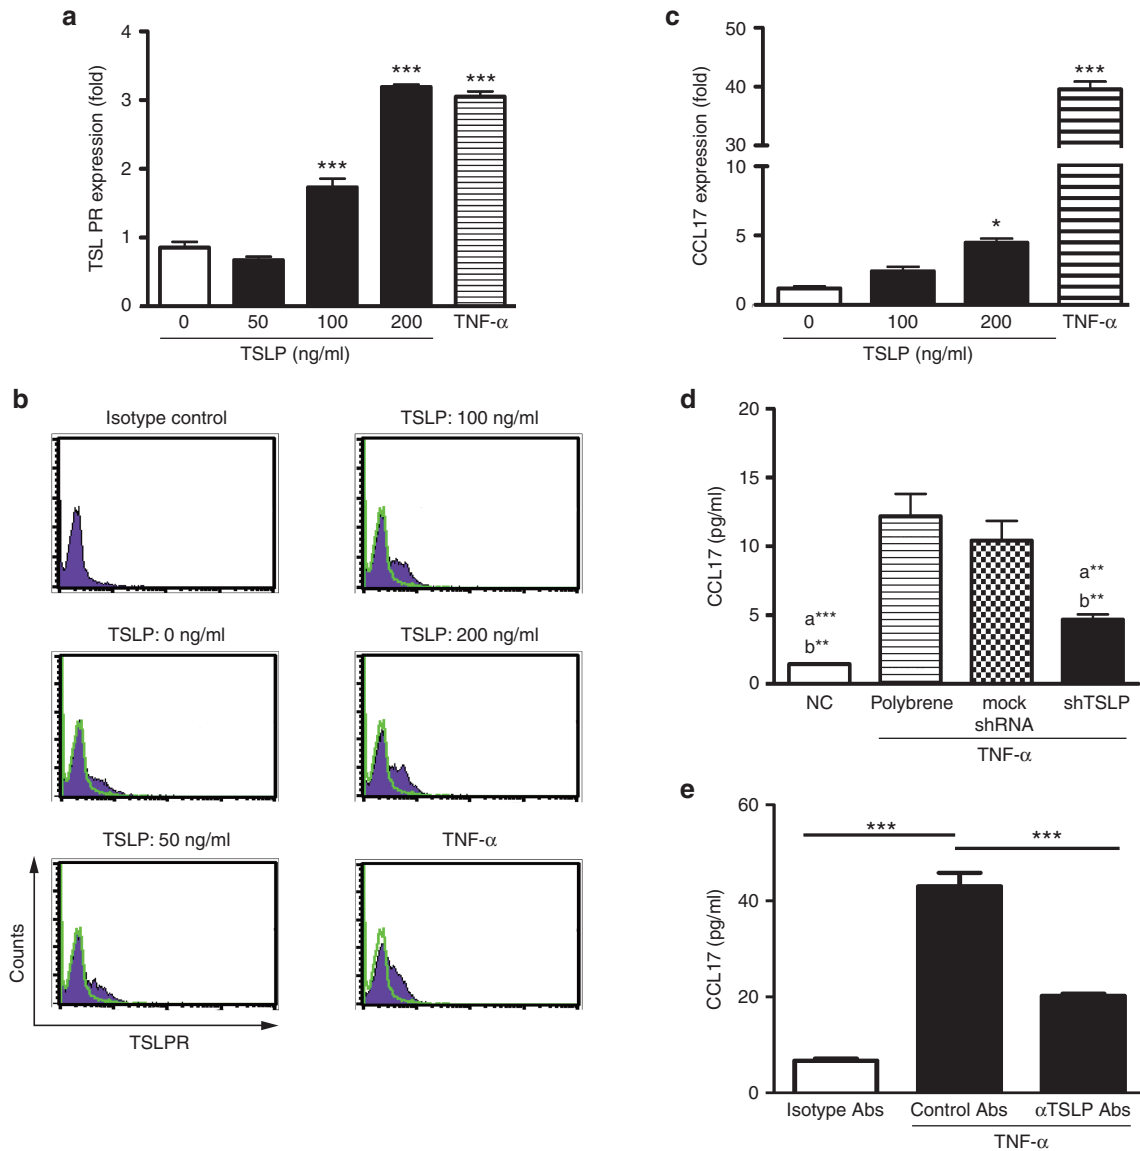 a
TSL PR expression (fold)
4
3
2
1
0
***
***
***
0 50 100 200 TNF-α
TSLP (ng/ml)
c
CCL17 expression (fold)
50
40
30
10
5
0
*
***
0 100 200 TNF-α
TSLP (ng/ml)
b
Isotype control
TSLP: 100 ng/ml
TSLP: 0 ng/ml
TSLP: 200 ng/ml
TSLP: 50 ng/ml
TNF-α
Counts
TSLPR
d
CCL17 (pg/ml)
20
15
10
5
0
a***
b**
a**
b**
NC Polybrene mock shTSLP
shRNA
TNF-α
e
CCL17 (pg/ml)
60
40
20
0
***
***
Isotype Abs Control Abs αTSLP Abs
TNF-α